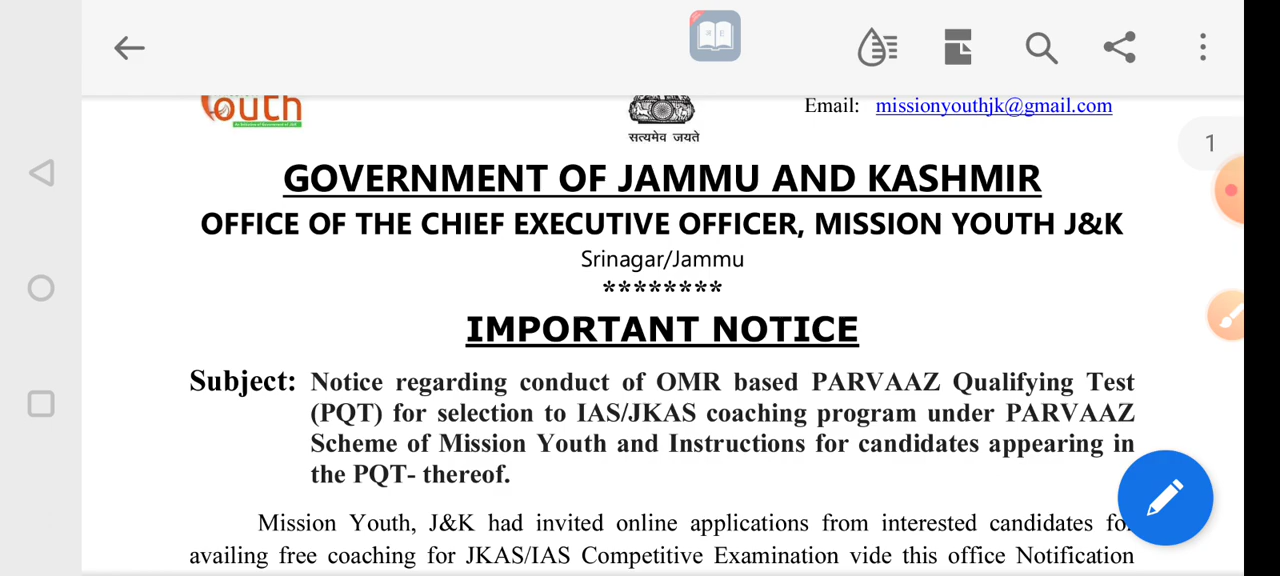 outh
Email: missionyouthjk@gmail.com
सत्यमेव जयते
1
GOVERNMENT OF JAMMU AND KASHMIR
OFFICE OF THE CHIEF EXECUTIVE OFFICER, MISSION YOUTH J&K
Srinagar/Jammu
********
IMPORTANT NOTICE
Subject: Notice regarding conduct of OMR based PARVAAZ Qualifying Test
(PQT) for selection to IAS/JKAS coaching program under PARVAAZ
Scheme of Mission Youth and Instructions for candidates appearing in
the PQT- thereof.
Mission Youth, J&K had invited online applications from interested candidates for
availing free coaching for JKAS/IAS Competitive Examination vide this office Notification